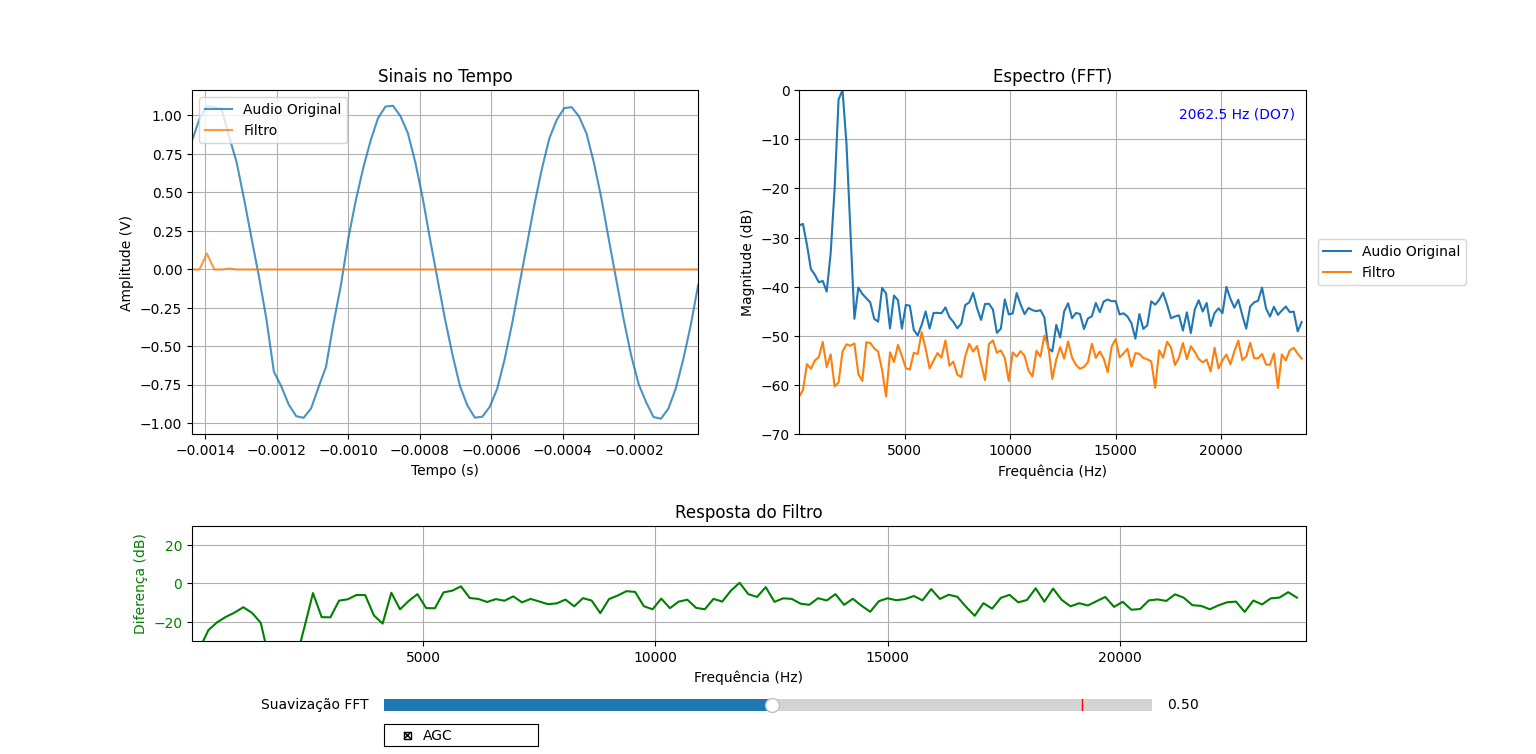 Sinais no Tempo
Audio Original
Filtro
Amplitude (V)
1.00
0.75
0.50
0.25
0.00
−0.25
−0.50
−0.75
−1.00
−0.0014 −0.0012 −0.0010 −0.0008 −0.0006 −0.0004 −0.0002
Tempo (s)
Espectro (FFT)
2062.5 Hz (DO7)
Magnitude (dB)
0
−10
−20
−30
−40
−50
−60
−70
5000 10000 15000 20000
Frequência (Hz)
Audio Original
Filtro
Resposta do Filtro
Diferença (dB)
20
0
−20
5000 10000 15000 20000
Frequência (Hz)
Suavização FFT 0.50
AGC